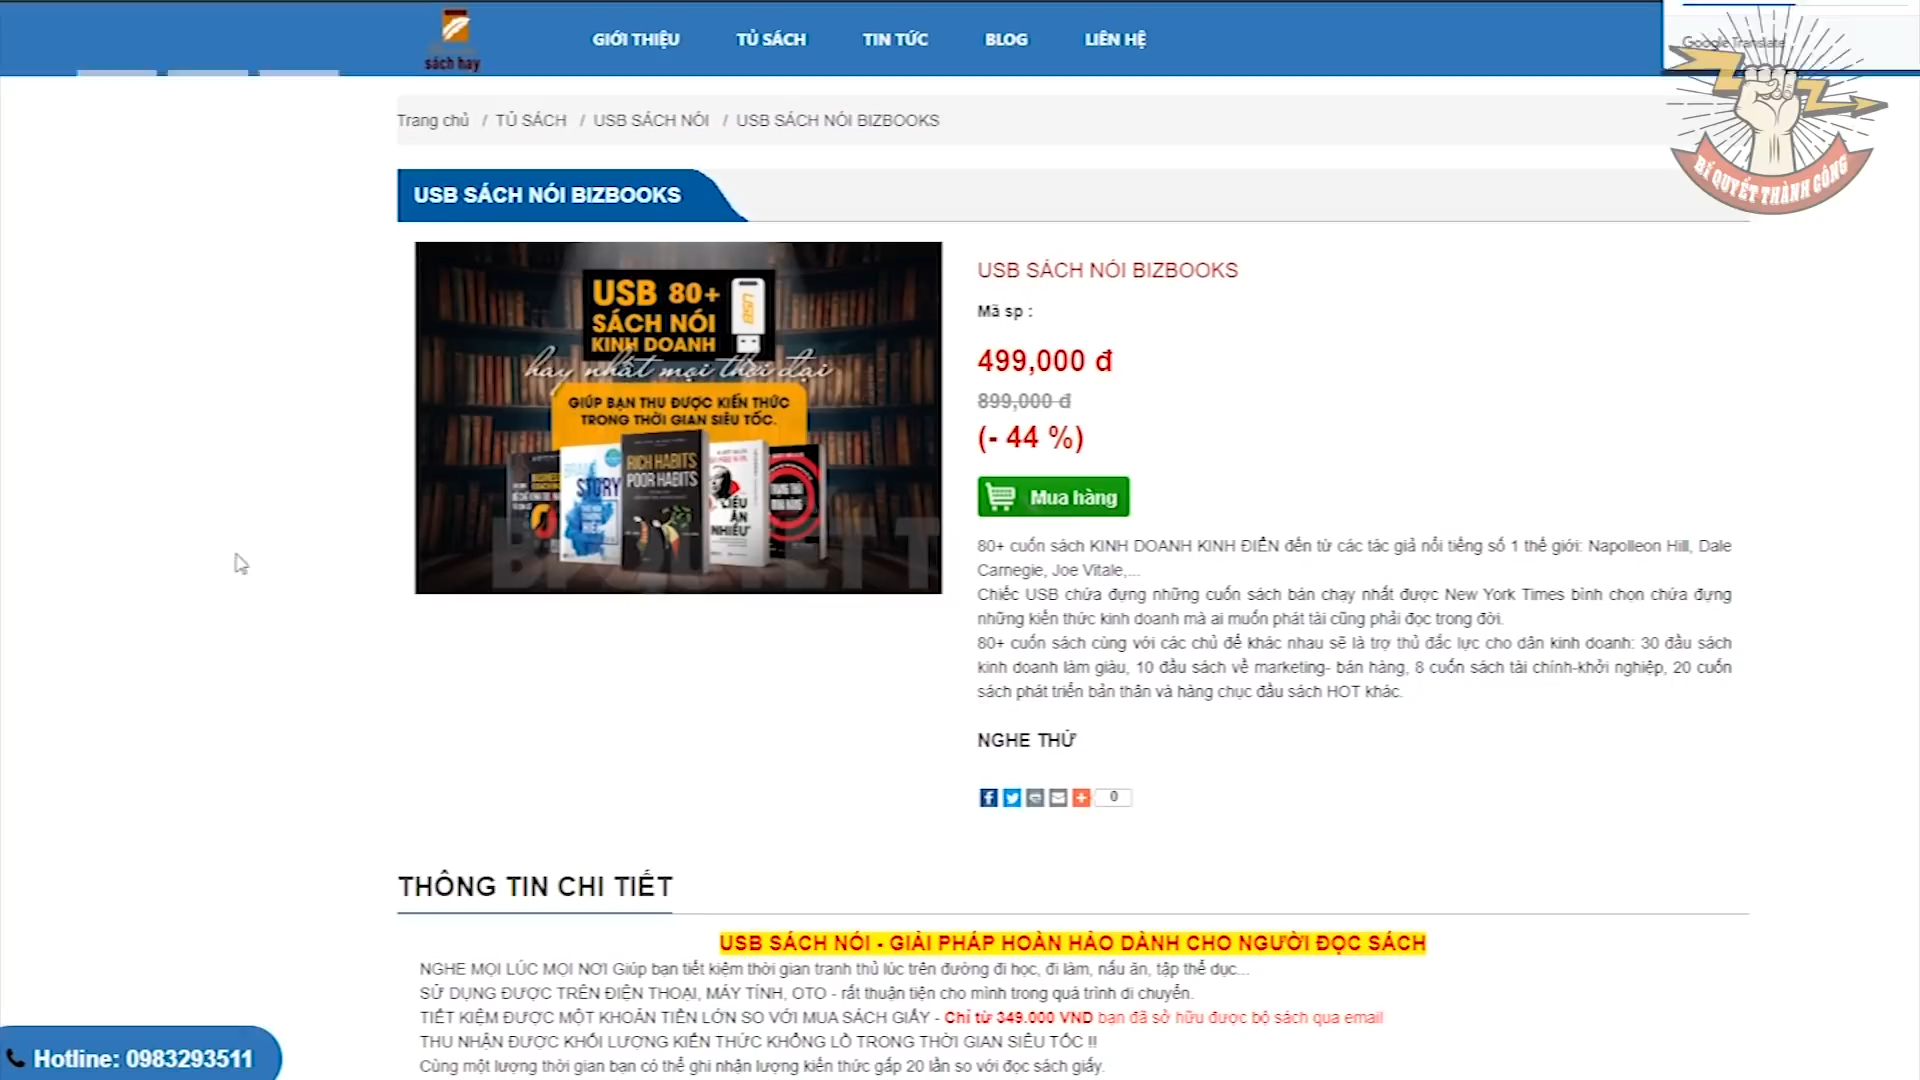 sách hay
GIỚI THIỆU
TỦ SÁCH
TIN TỨC
BLOG
LIÊN HỆ
Google Translate
BÍ QUYẾT THÀNH CÔNG
Trang chủ / TỦ SÁCH / USB SÁCH NÓI / USB SÁCH NÓI BIZBOOKS
USB SÁCH NÓI BIZBOOKS
USB 80+
SÁCH NÓI
KINH DOANH
USB
hay nhất mọi thời đại
GIÚP BẠN THU ĐƯỢC KIẾN THỨC
TRONG THỜI GIAN SIÊU TỐC.
STORY
RICH HABITS
POOR HABITS
LIỀU
ĂN
NHIỀU
USB SÁCH NÓI BIZBOOKS
Mã sp :
499,000 đ
899,000 đ
(- 44 %)
Mua hàng
80+ cuốn sách KINH DOANH KINH ĐIỂN đến từ các tác giả nổi tiếng số 1 thế giới: Napolleon Hill, Dale
Carnegie, Joe Vitale,...
Chiếc USB chứa đựng những cuốn sách bán chạy nhất được New York Times bình chọn chứa đựng
những kiến thức kinh doanh mà ai muốn phát tài cũng phải đọc trong đời.
80+ cuốn sách cùng với các chủ đề khác nhau sẽ là trợ thủ đắc lực cho dân kinh doanh: 30 đầu sách
kinh doanh làm giàu, 10 đầu sách về marketing- bán hàng, 8 cuốn sách tài chính-khởi nghiệp, 20 cuốn
sách phát triển bản thân và hàng chục đầu sách HOT khác.
NGHE THỬ
0
THÔNG TIN CHI TIẾT
USB SÁCH NÓI - GIẢI PHÁP HOÀN HẢO DÀNH CHO NGƯỜI ĐỌC SÁCH
NGHE MỌI LÚC MỌI NƠI Giúp bạn tiết kiệm thời gian tranh thủ lúc trên đường đi học, đi làm, nấu ăn, tập thể dục...
SỬ DỤNG ĐƯỢC TRÊN ĐIỆN THOẠI, MÁY TÍNH, OTO - rất thuận tiện cho mình trong quá trình di chuyển.
TIẾT KIỆM ĐƯỢC MỘT KHOẢN TIỀN LỚN SO VỚI MUA SÁCH GIẤY - Chỉ từ 349.000 VND bạn đã sở hữu được bộ sách qua email
THU NHẬN ĐƯỢC KHỐI LƯỢNG KIẾN THỨC KHỔNG LỒ TRONG THỜI GIAN SIÊU TỐC !!
Cùng một lượng thời gian bạn có thể ghi nhận lượng kiến thức gấp 20 lần so với đọc sách giấy.
Hotline: 0983293511